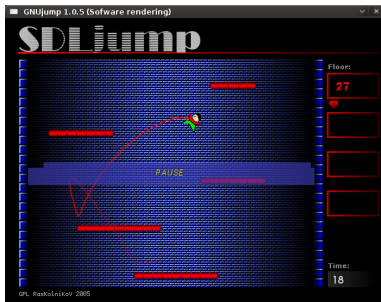 GNUjump 1.0.5 (Sofware rendering)
SDLjump
Floor:
27
PAUSE
Time:
18
GPL RasKolniKoV 2005